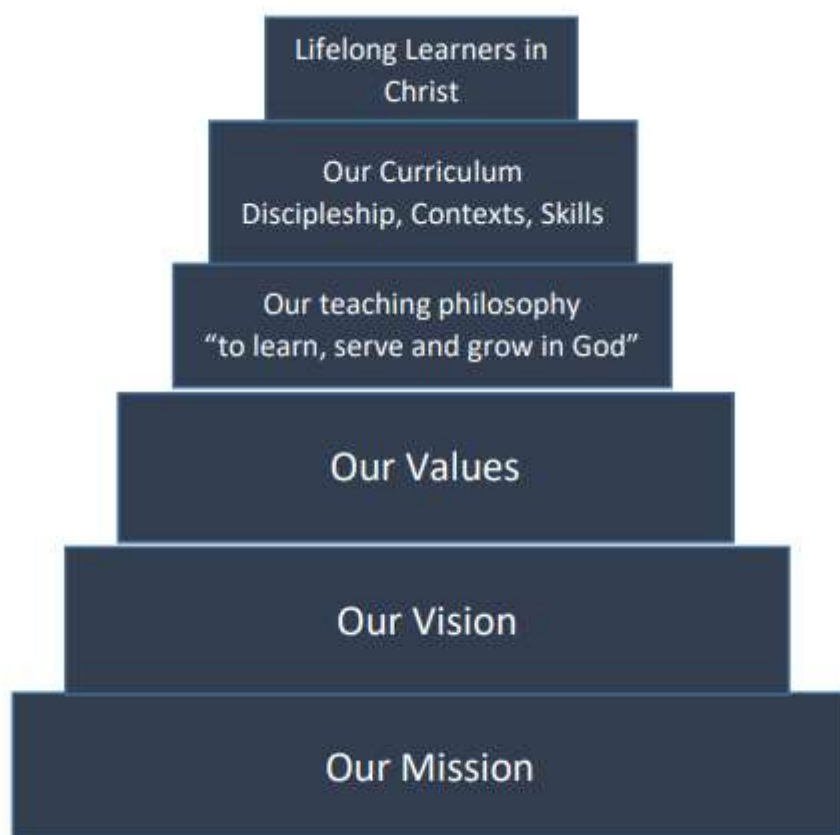 Lifelong Learners in
Christ
Our Curriculum
Discipleship, Contexts, Skills
Our teaching philosophy
“to learn, serve and grow in God”
Our Values
Our Vision
Our Mission